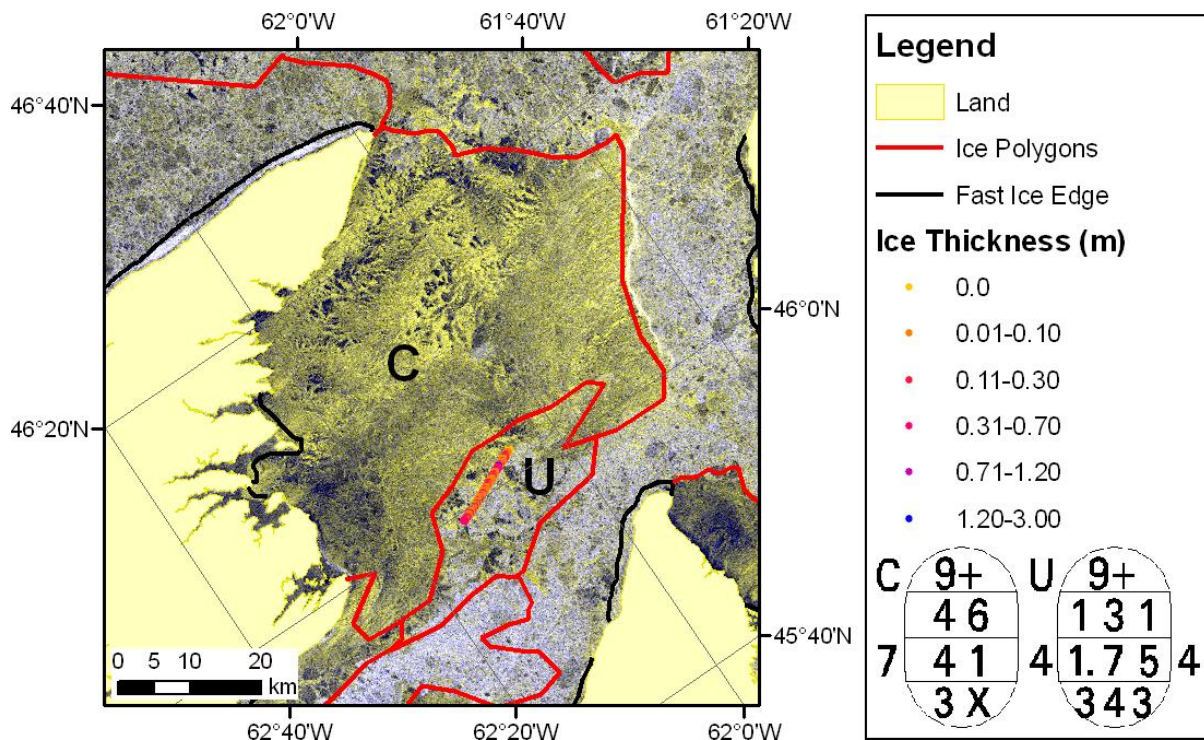 62°0'W 61°40'W 61°20'W
46°40'N
46°20'N
46°0'N
45°40'N
C
U
0 5 10 20
km
62°40'W 62°20'W 62°0'W
Legend
Land
Ice Polygons
Fast Ice Edge
Ice Thickness (m)
0.0
0.01-0.10
0.11-0.30
0.31-0.70
0.71-1.20
1.20-3.00
C 9+ U 9+
4 6 1 3 1
7 4 1 4 1. 7 5 4
3 X 3 4 3